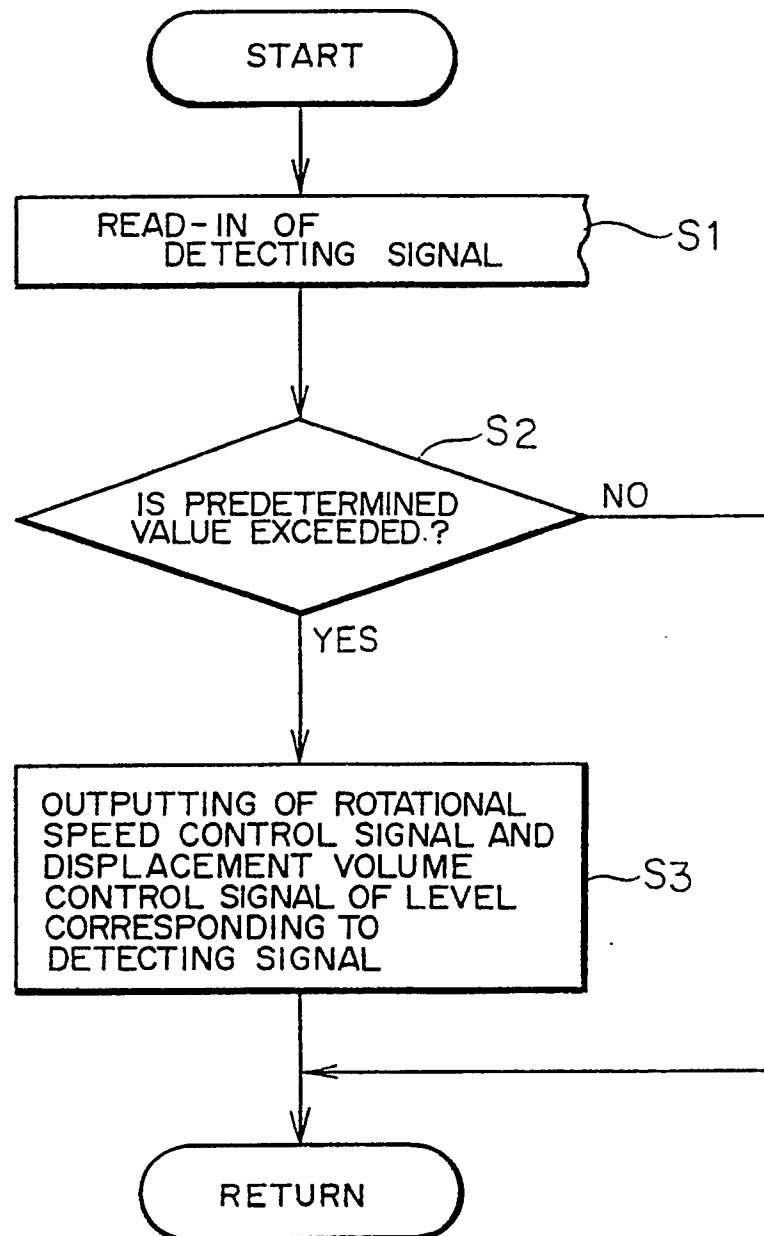 START
READ-IN OF
DETECTING SIGNAL
S1
S2
IS PREDETERMINED
VALUE EXCEEDED.?
NO
YES
OUTPUTTING OF ROTATIONAL
SPEED CONTROL SIGNAL AND
DISPLACEMENT VOLUME
CONTROL SIGNAL OF LEVEL
CORRESPONDING TO
DETECTING SIGNAL
S3
RETURN